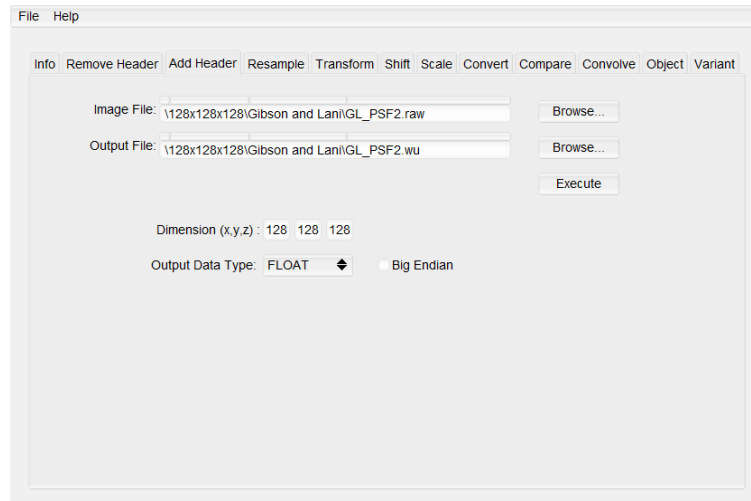 File Help
Info Remove Header Add Header Resample Transform Shift Scale Convert Compare Convolve Object Variant
Image File: \128x128x128\Gibson and Lani\GL_PSF2.raw Browse...
Output File: \128x128x128\Gibson and Lani\GL_PSF2.wu Browse...
Execute
Dimension (x,y,z) : 128 128 128
Output Data Type: FLOAT Big Endian